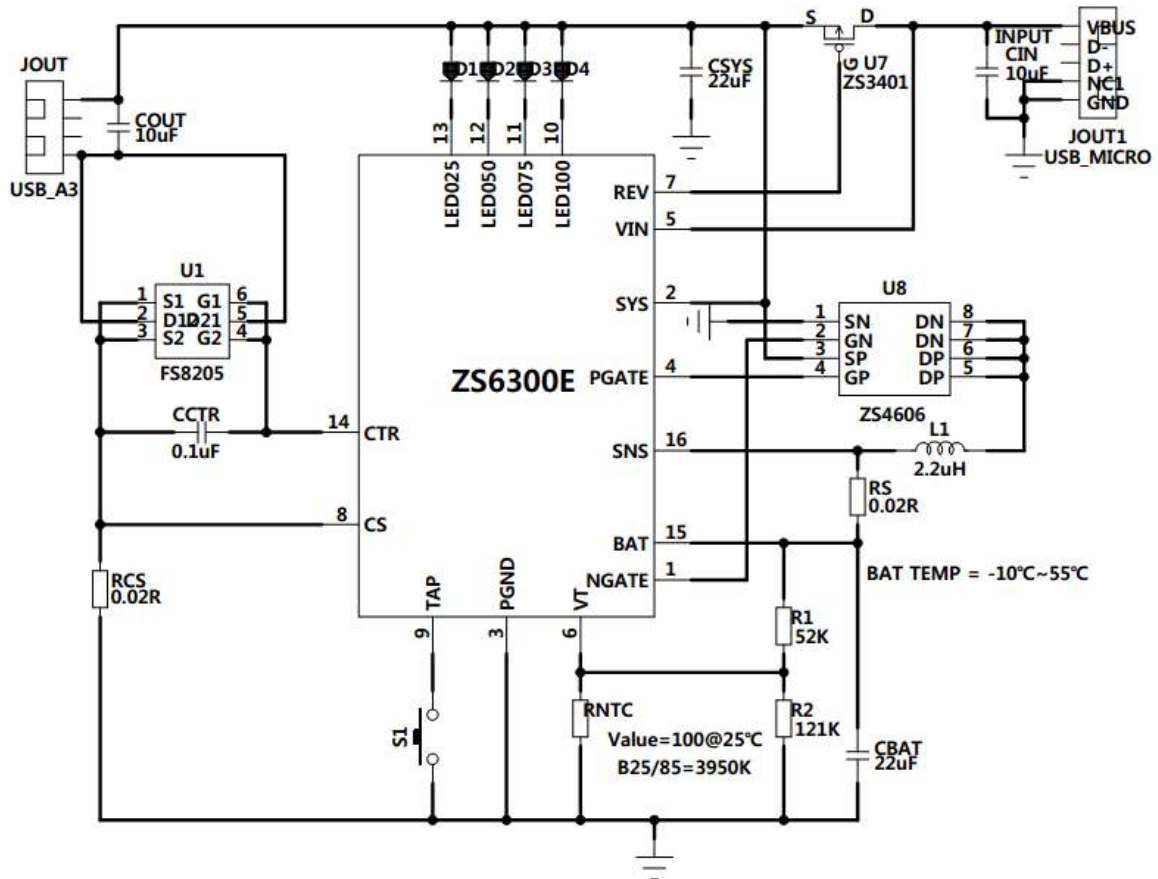 JOUT
USB_A3
COUT
10uF
D1
D2
D3
D4
13
12
11
10
LED025
LED050
LED075
LED100
CSYS
22uF
S
D
G
U7
ZS3401
INPUT
CIN
10uF
VBUS
D-
D+
NC1
GND
JOUT1
USB_MICRO
REV
7
VIN
5
SYS
2
PGATE
4
SNS
16
BAT
15
NGATE
1
ZS6300E
U1
1
2
3
S1
S2
G1
G2
6
5
4
FS8205
CCTR
0.1uF
14
CTR
8
CS
RCS
0.02R
U8
1
2
3
4
SN
GN
SP
GP
DN
DN
DP
DP
8
7
6
5
ZS4606
L1
2.2uH
RS
0.02R
BAT TEMP = -10℃~55℃
TAP
PGND
VT
9
3
6
S1
R1
52K
RNTC
Value=100@25℃
B25/85=3950K
R2
121K
CBAT
22uF